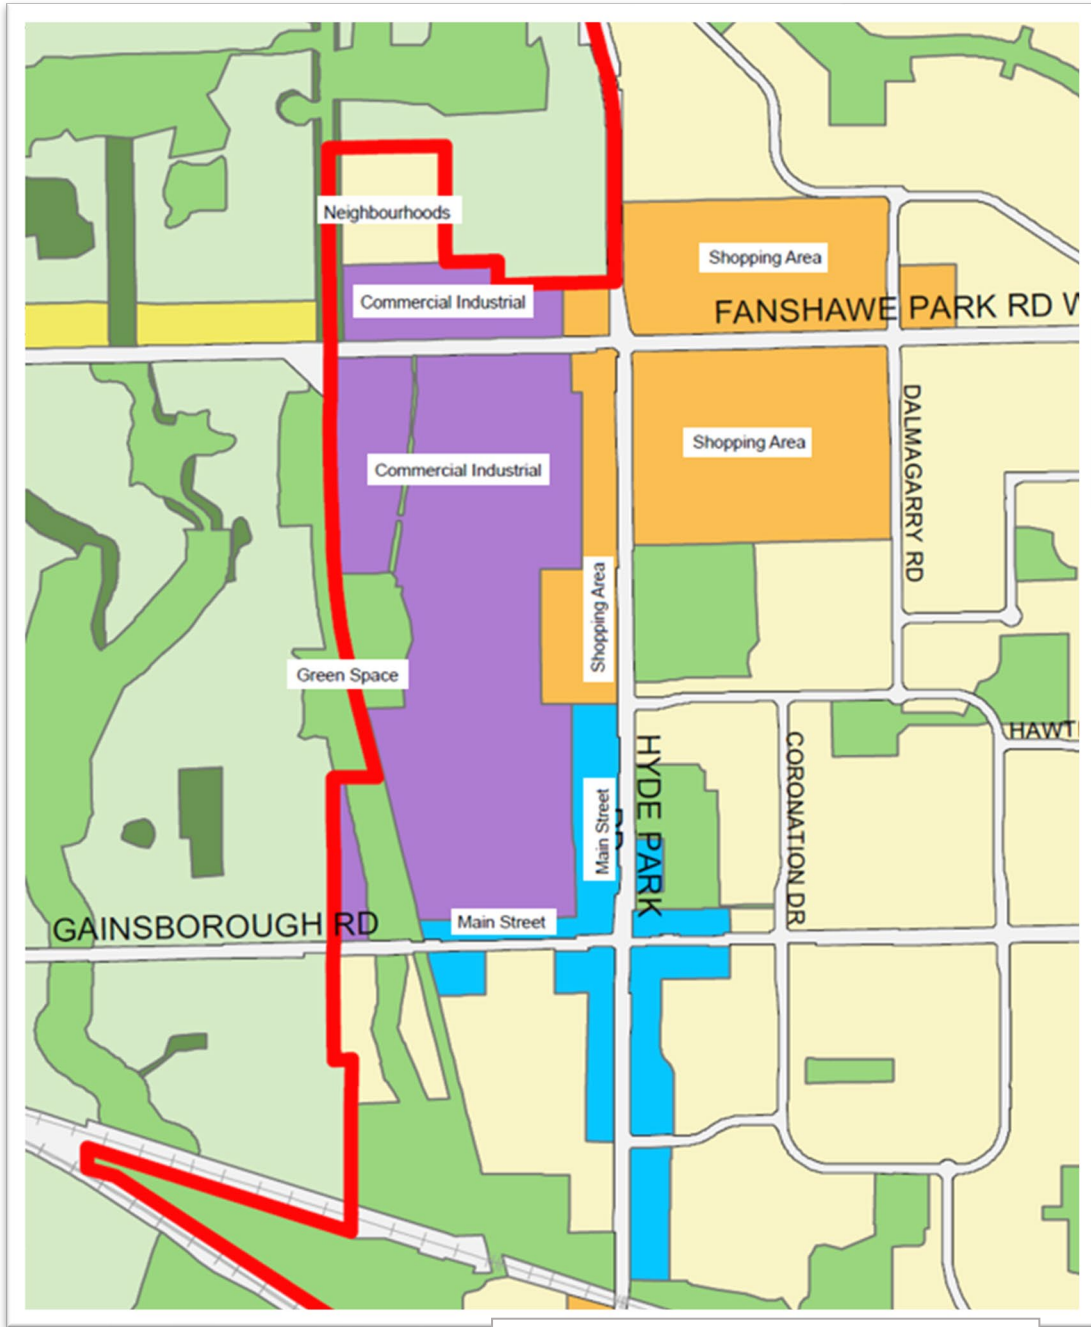 Neighbourhoods
Shopping Area
Commercial Industrial
FANSHAWE PARK RD W
Commercial Industrial
Shopping Area
DALMAGARRY RD
Shopping Area
Green Space
HAWT
HYDE PARK
RD
CORONATION DR
Main Street
Main Street
GAINSBOROUGH RD